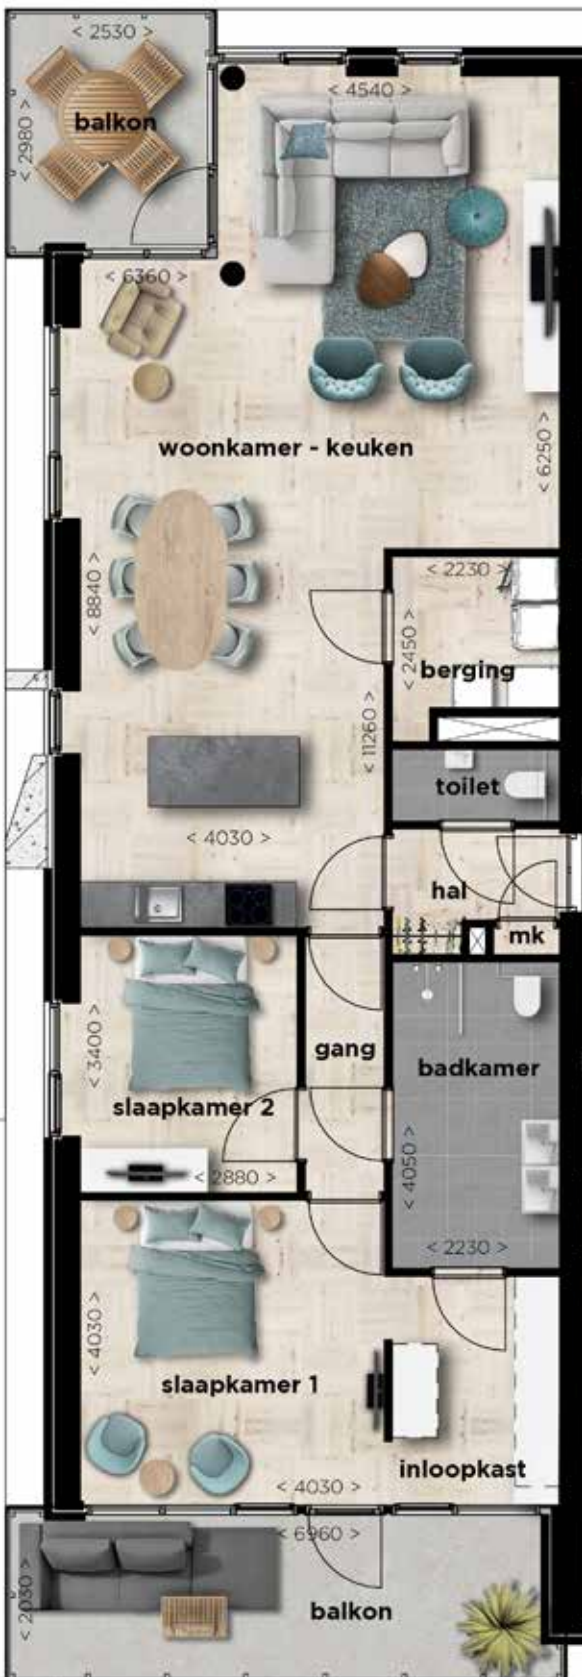 < 2530 >
< 2980 >
balkon
< 4540 >
< 6360 >
woonkamer - keuken
< 6250 >
< 8840 >
< 2230 >
< 2450 >
berging
< 11260 >
toilet
< 4030 >
hal
mk
< 3400 >
gang
badkamer
slaapkamer 2
< 4050 >
< 2880 >
< 2230 >
< 4030 >
slaapkamer 1
inloopkast
< 4030 >
< 6960 >
< 2030 >
balkon